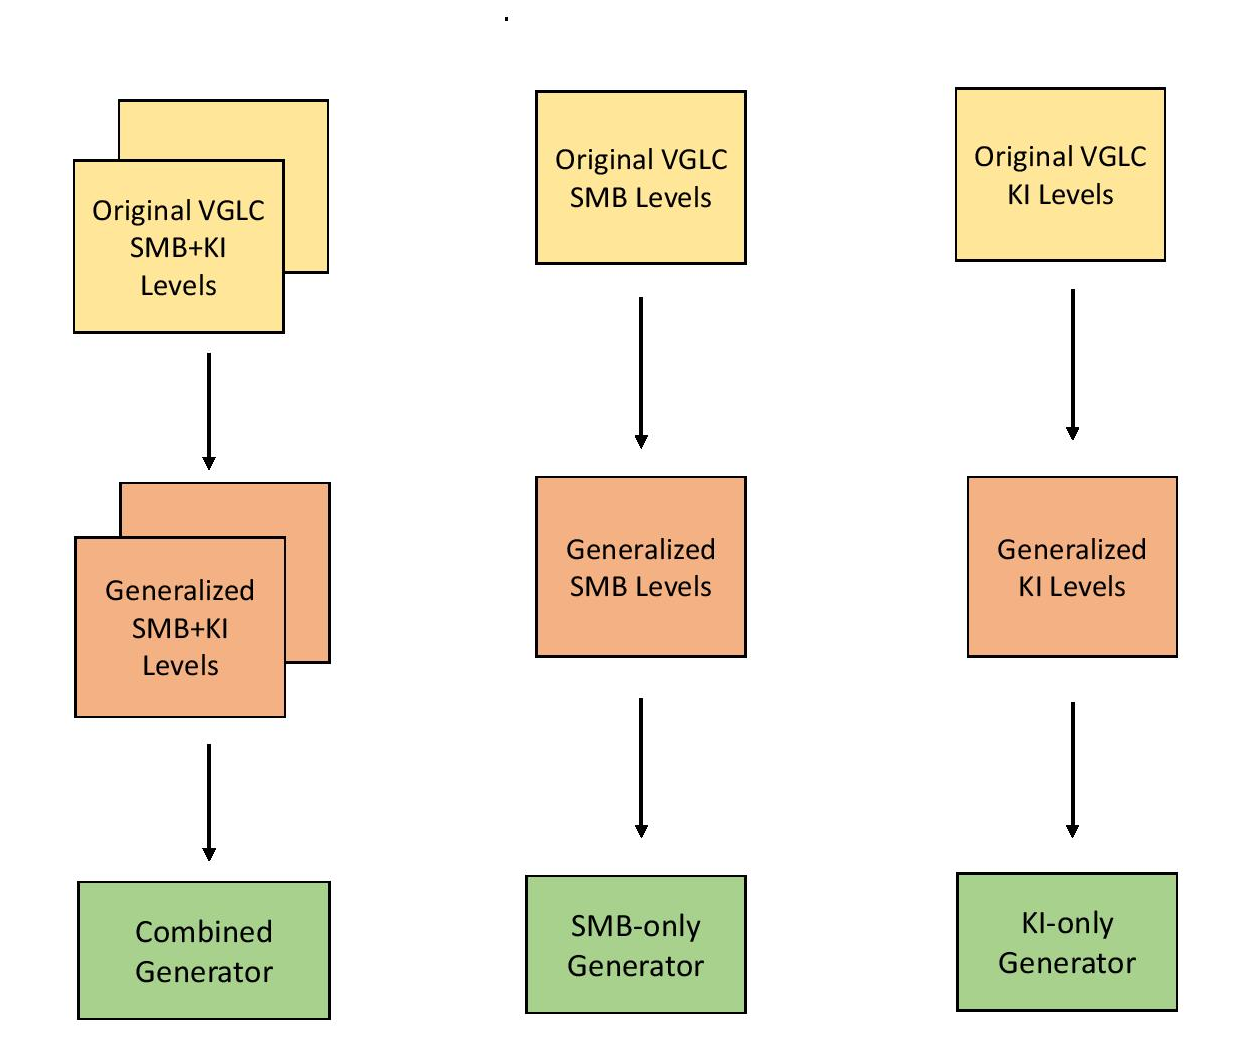 Original VGLC
SMB+KI
Levels
Original VGLC
SMB Levels
Original VGLC
KI Levels
Generalized
SMB+KI
Levels
Generalized
SMB Levels
Generalized
KI Levels
Combined
Generator
SMB-only
Generator
KI-only
Generator